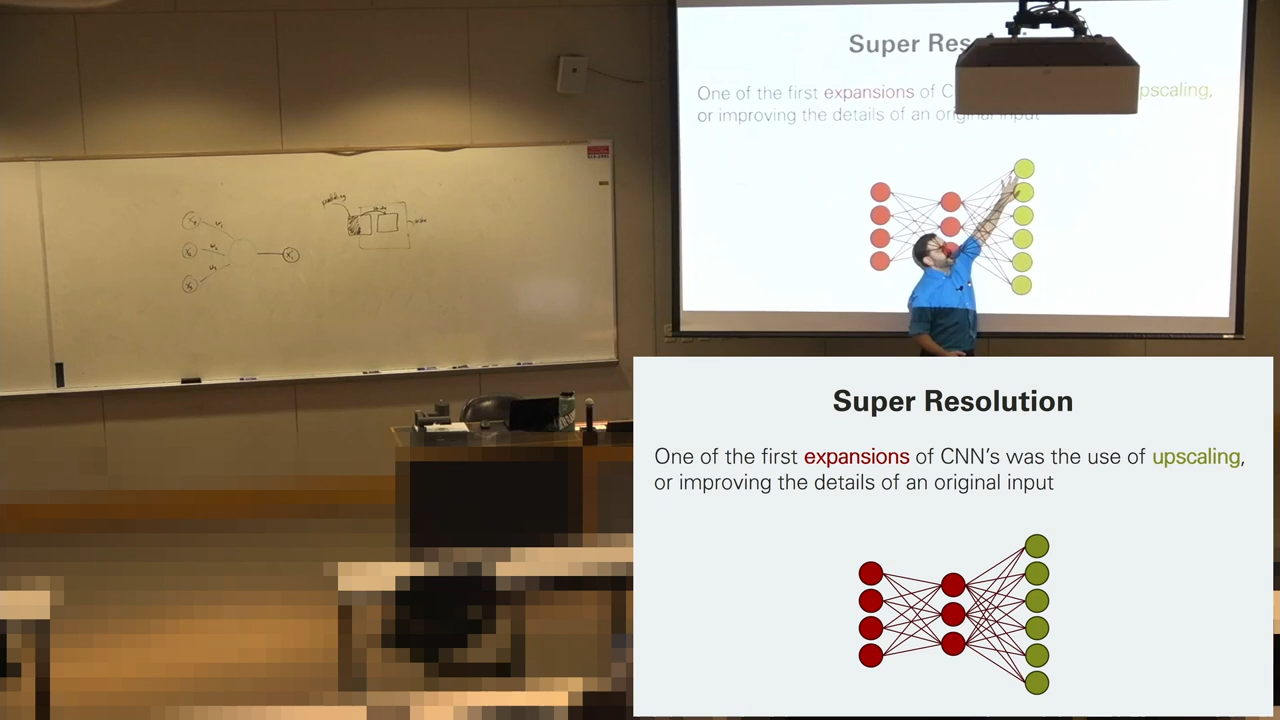 Super Res
One of the first expansions of C pscaling,
or improving the details of an original input
padding
Super Resolution
One of the first expansions of CNN's was the use of upscaling,
or improving the details of an original input